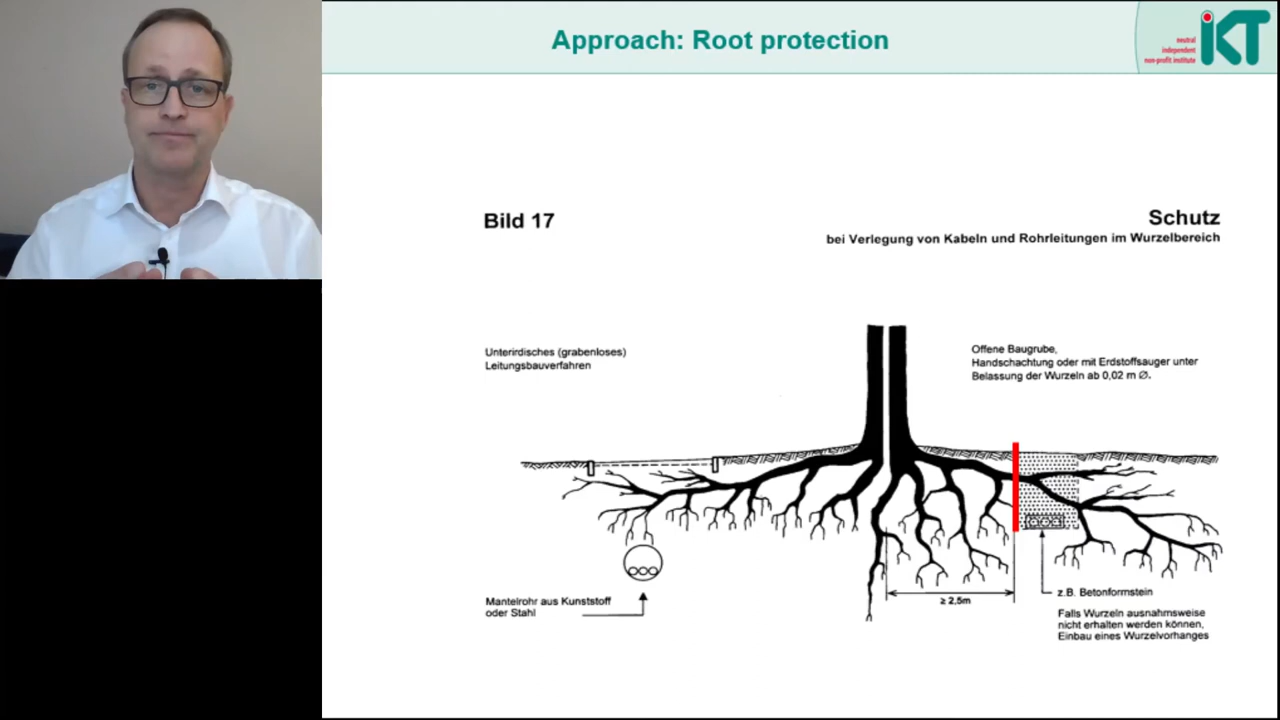 Approach: Root protection
neutral
independent
non-profit institute
iKT
Bild 17
Schutz
bei Verlegung von Kabeln und Rohrleitungen im Wurzelbereich
Unterirdisches (grabenloses)
Leitungsbauverfahren
Offene Baugrube,
Handschachtung oder mit Erdstoffsauger unter
Belassung der Wurzeln ab 0,02 m Ø.
≥ 2,5m
Mantelrohr aus Kunststoff
oder Stahl
z.B. Betonformstein
Falls Wurzeln ausnahmsweise
nicht erhalten werden können,
Einbau eines Wurzelvorhanges